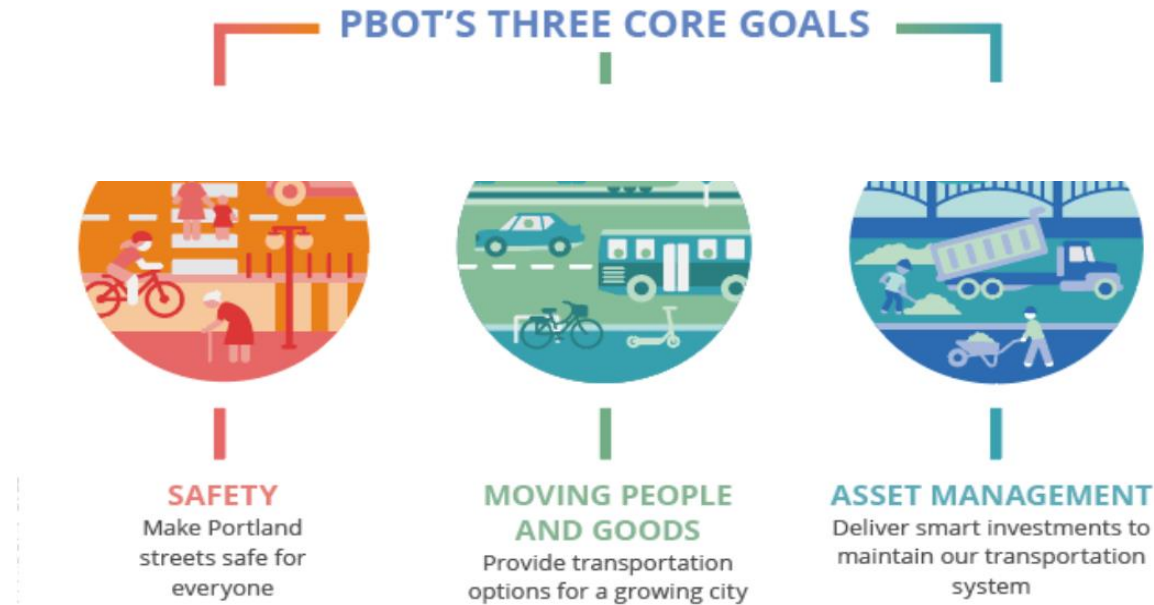 PBOT'S THREE CORE GOALS
SAFETY
Make Portland
streets safe for
everyone
MOVING PEOPLE
AND GOODS
Provide transportation
options for a growing city
ASSET MANAGEMENT
Deliver smart investments to
maintain our transportation
system